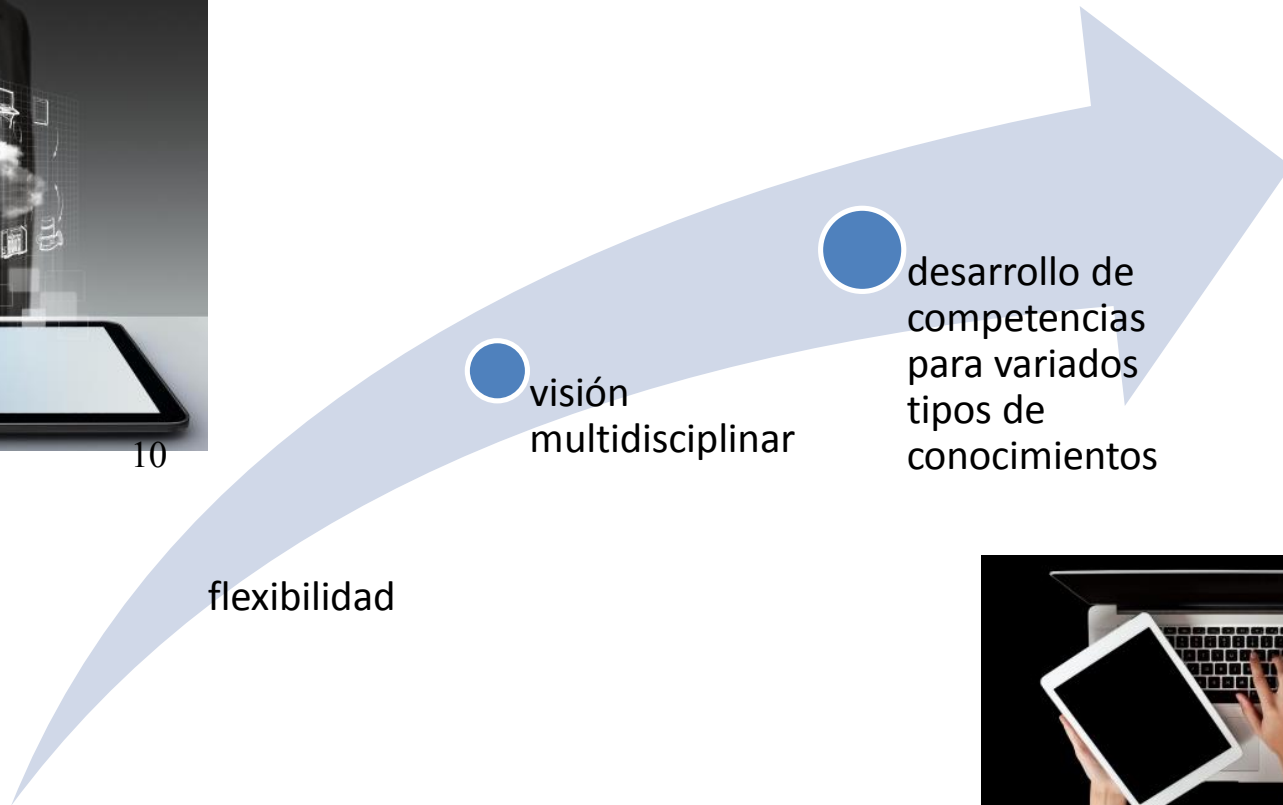 10
flexibilidad
visión
multidisciplinar
desarrollo de
competencias
para variados
tipos de
conocimientos